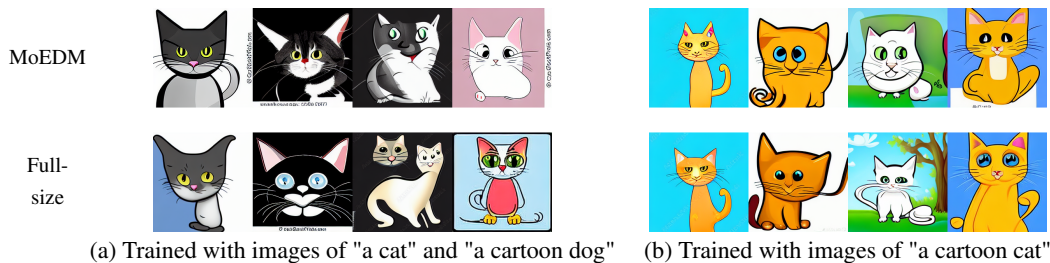 MoEDM
Full-
size
(a) Trained with images of "a cat" and "a cartoon dog"
(b) Trained with images of "a cartoon cat"